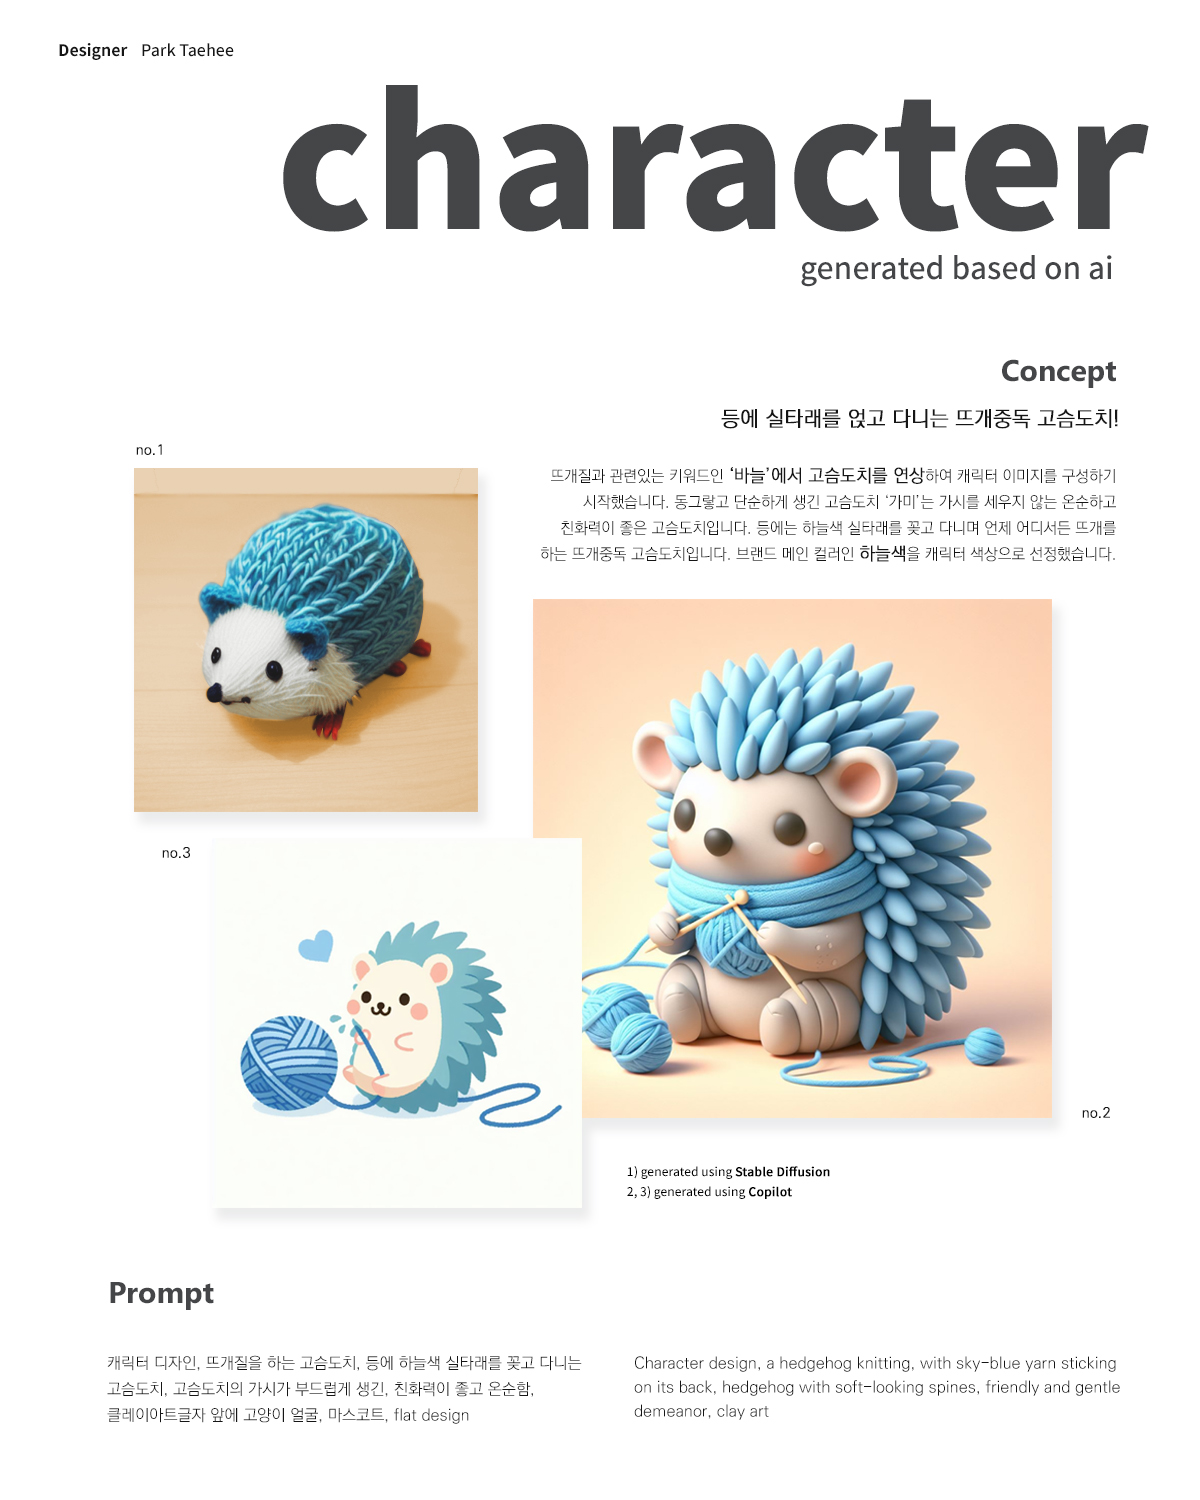 Designer Park Taehee
character
generated based on ai
Concept
등에 실타래를 얹고 다니는 뜨개중독 고슴도치!
뜨개질과 관련있는 키워드인 ‘바늘’에서 고슴도치를 연상하여 캐릭터 이미지를 구성하기
시작했습니다. 동그랗고 단순하게 생긴 고슴도치 ‘가미’는 가시를 세우지 않는 온순하고
친화력이 좋은 고슴도치입니다. 등에는 하늘색 실타래를 꽂고 다니며 언제 어디서든 뜨개를
하는 뜨개중독 고슴도치입니다. 브랜드 메인 컬러인 하늘색을 캐릭터 색상으로 선정했습니다.
no.1
no.3
no.2
1) generated using Stable Diffusion
2, 3) generated using Copilot
Prompt
캐릭터 디자인, 뜨개질을 하는 고슴도치, 등에 하늘색 실타래를 꽂고 다니는
고슴도치, 고슴도치의 가시가 부드럽게 생긴, 친화력이 좋고 온순함,
클레이아트글자 앞에 고양이 얼굴, 마스코트, flat design
Character design, a hedgehog knitting, with sky-blue yarn sticking
on its back, hedgehog with soft-looking spines, friendly and gentle
demeanor, clay art